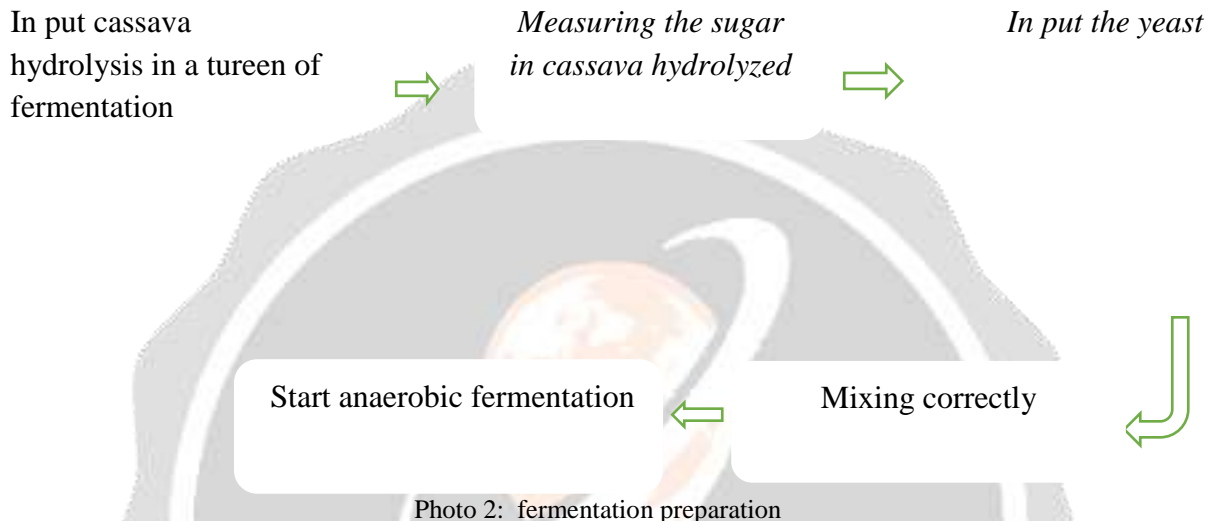 In put cassava
hydrolysis in a tureen of
fermentation
Measuring the sugar
in cassava hydrolyzed
In put the yeast
Mixing correctly
Start anaerobic fermentation
Photo 2: fermentation preparation